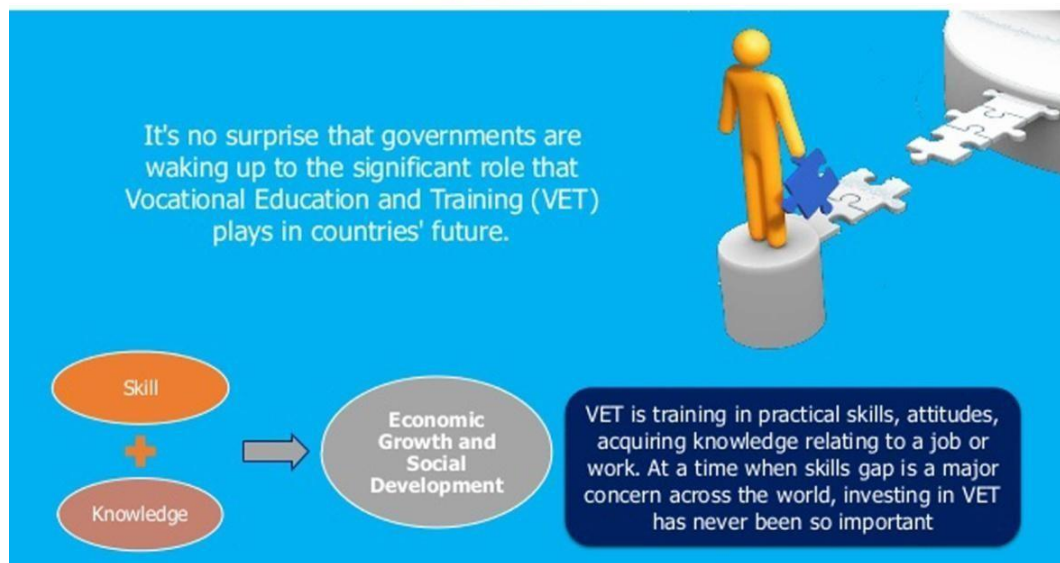 It's no surprise that governments are
waking up to the significant role that
Vocational Education and Training (VET)
plays in countries' future.
Skill
Knowledge
Economic
Growth and
Social
Development
VET is training in practical skills, attitudes,
acquiring knowledge relating to a job or
work. At a time when skills gap is a major
concern across the world, investing in VET
has never been so important